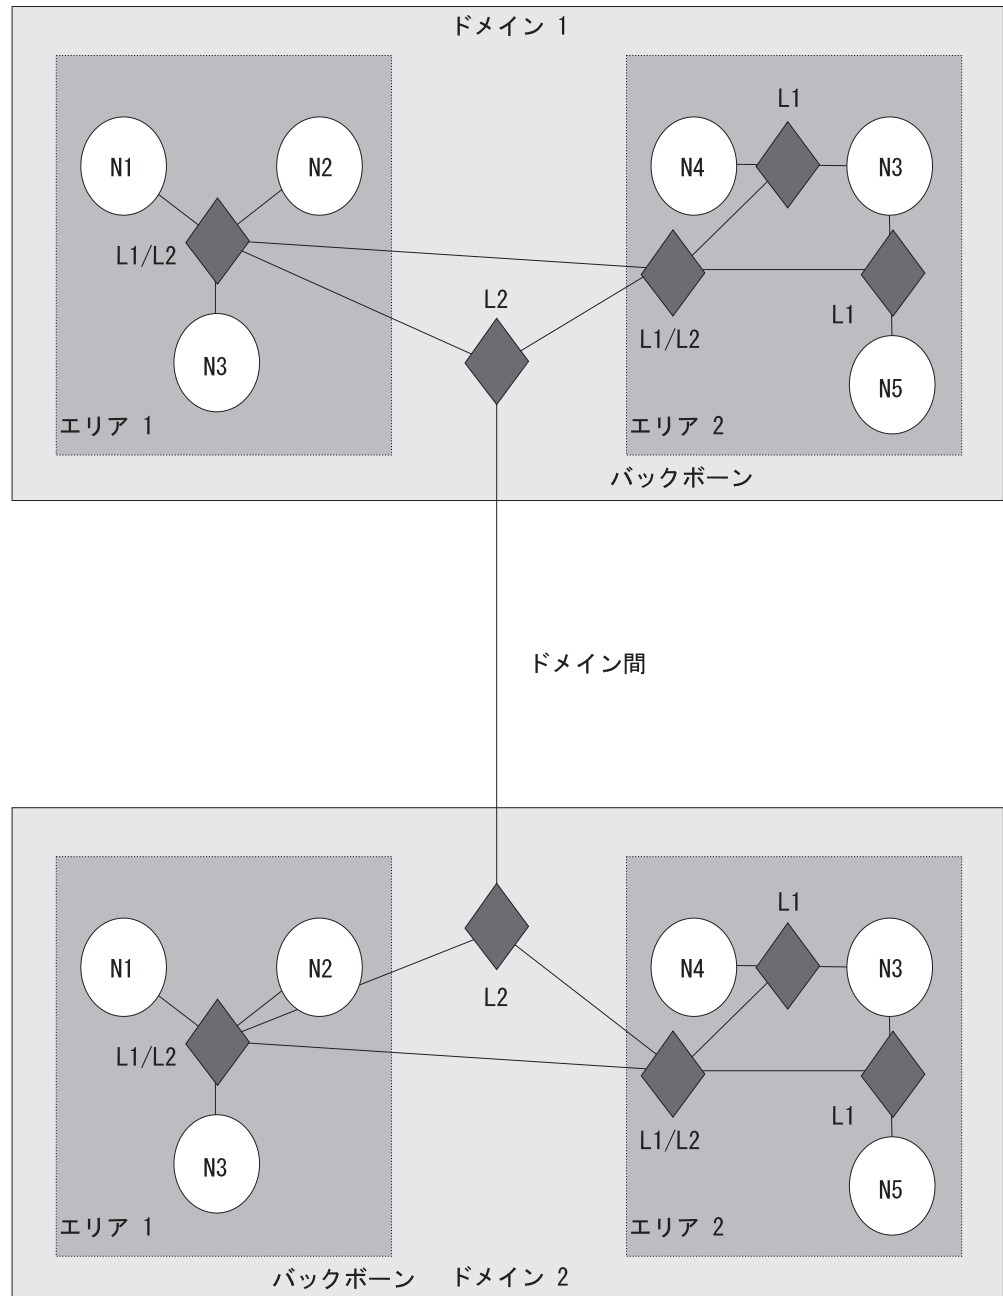 ドメイン 1
L1
N1
N2
N4
N3
L1/L2
L2
L1
L1/L2
N3
N5
エリア 1
エリア 2
バックボーン
ドメイン間
L1
N1
N2
N4
N3
L2
L1/L2
L1
L1/L2
N3
N5
エリア 1
エリア 2
バックボーン ドメイン 2